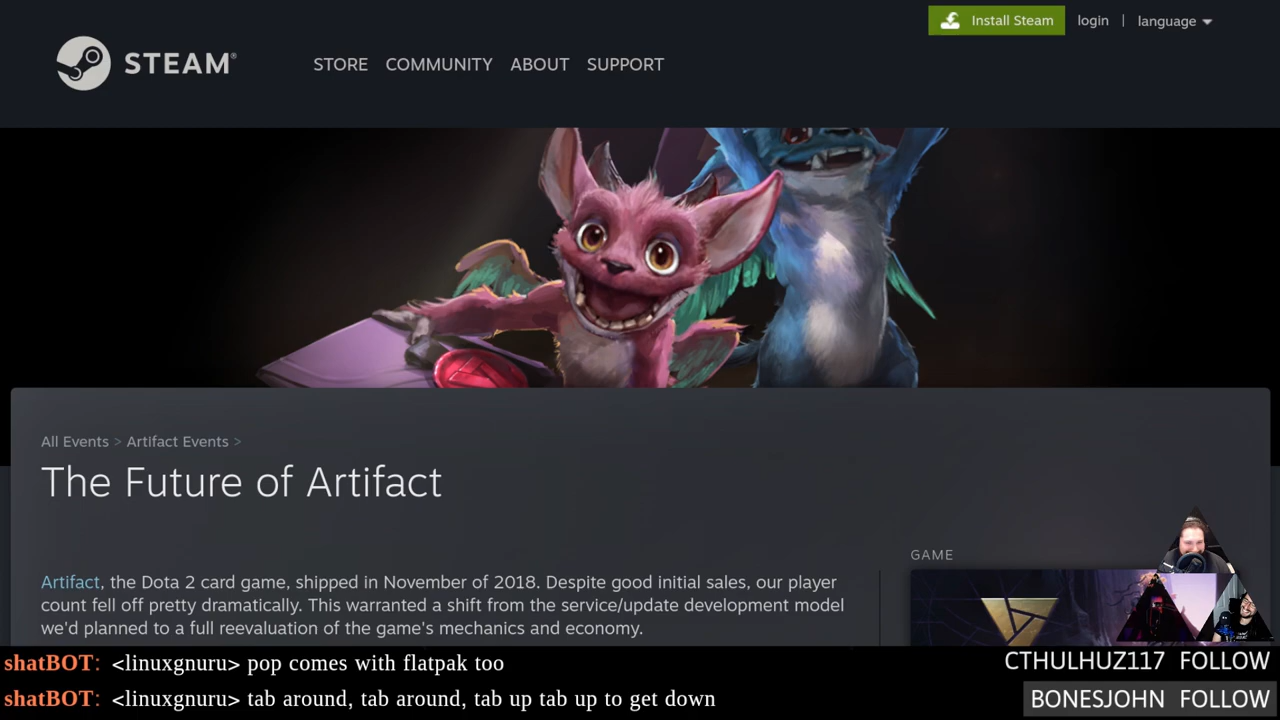 Install Steam
login | language
STEAM®
STORE COMMUNITY ABOUT SUPPORT
All Events > Artifact Events >
The Future of Artifact
Artifact, the Dota 2 card game, shipped in November of 2018. Despite good initial sales, our player
count fell off pretty dramatically. This warranted a shift from the service/update development model
we'd planned to a full reevaluation of the game's mechanics and economy.
GAME
shatBOT: <linuxgnuru> pop comes with flatpak too
shatBOT: <linuxgnuru> tab around, tab around, tab up tab up to get down
CTHULHUZ117 FOLLOW
BONESJOHN FOLLOW